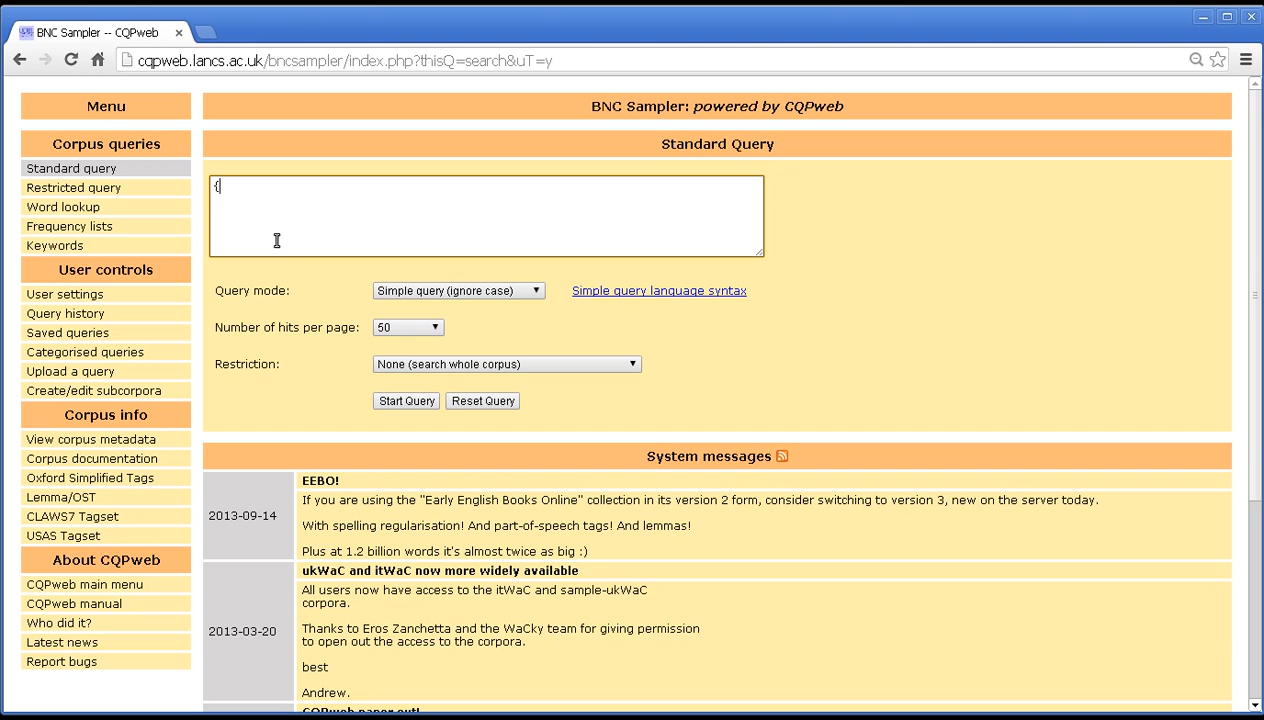 BNC Sampler -- CQPweb
cqpweb.lancs.ac.uk/bncsampler/index.php?thisQ=search&uT=y
Menu
Corpus queries
Standard query
Restricted query
Word lookup
Frequency lists
Keywords
User controls
User settings
Query history
Saved queries
Categorised queries
Upload a query
Create/edit subcorpora
Corpus info
View corpus metadata
Corpus documentation
Oxford Simplified Tags
Lemma/OST
CLAWS7 Tagset
USAS Tagset
About CQPweb
CQPweb main menu
CQPweb manual
Who did it?
Latest news
Report bugs
BNC Sampler: powered by CQPweb
Standard Query
{
Query mode: Simple query (ignore case) Simple query language syntax
Number of hits per page: 50
Restriction: None (search whole corpus)
Start Query Reset Query
System messages
2013-09-14
EEBO!
If you are using the "Early English Books Online" collection in its version 2 form, consider switching to version 3, new on the server today.
With spelling regularisation! And part-of-speech tags! And lemmas!
Plus at 1.2 billion words it's almost twice as big :)
2013-03-20
ukWaC and itWaC now more widely available
All users now have access to the itWaC and sample-ukWaC
corpora.
Thanks to Eros Zanchetta and the WaCky team for giving permission
to open out the access to the corpora.
best
Andrew.
CQPweb paper out!